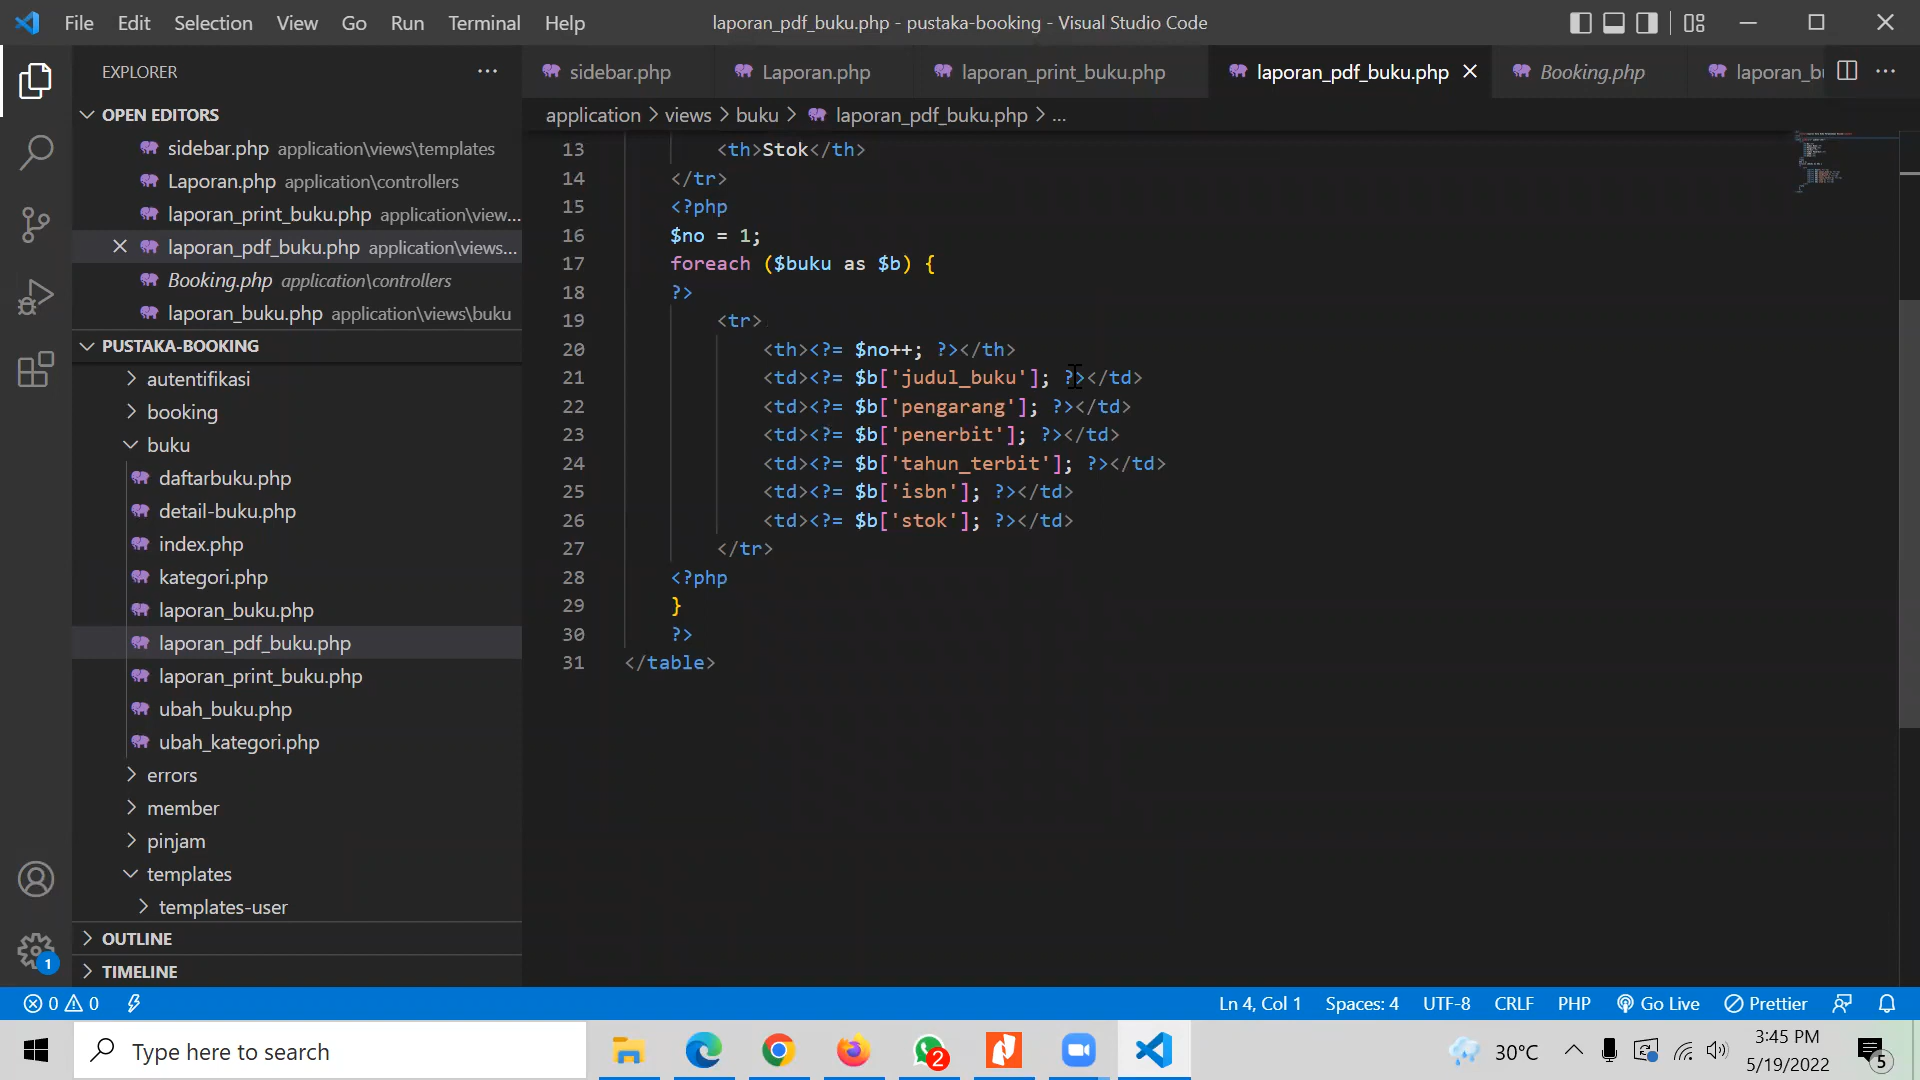 File Edit Selection View Go Run Terminal Help
laporan_pdf_buku.php - pustaka-booking - Visual Studio Code
EXPLORER
OPEN EDITORS
sidebar.php application\views\templates
Laporan.php application\controllers
laporan_print_buku.php application\view...
laporan_pdf_buku.php application\views...
Booking.php application\controllers
laporan_buku.php application\views\buku
PUSTAKA-BOOKING
autentifikasi
booking
buku
daftarbuku.php
detail-buku.php
index.php
kategori.php
laporan_buku.php
laporan_pdf_buku.php
laporan_print_buku.php
ubah_buku.php
ubah_kategori.php
errors
member
pinjam
templates
templates-user
OUTLINE
TIMELINE
sidebar.php Laporan.php laporan_print_buku.php laporan_pdf_buku.php Booking.php laporan_bu
application > views > buku > laporan_pdf_buku.php > ...
13 <th>Stok</th>
14 </tr>
15 <?php
16 $no = 1;
17 foreach ($buku as $b) {
18 ?>
19 <tr>
20 <th><?= $no++; ?></th>
21 <td><?= $b['judul_buku']; ?></td>
22 <td><?= $b['pengarang']; ?></td>
23 <td><?= $b['penerbit']; ?></td>
24 <td><?= $b['tahun_terbit']; ?></td>
25 <td><?= $b['isbn']; ?></td>
26 <td><?= $b['stok']; ?></td>
27 </tr>
28 <?php
29 }
30 ?>
31 </table>
1
0 0 Ln 4, Col 1 Spaces: 4 UTF-8 CRLF PHP Go Live Prettier
Type here to search
2
30°C
3:45 PM
5/19/2022
5